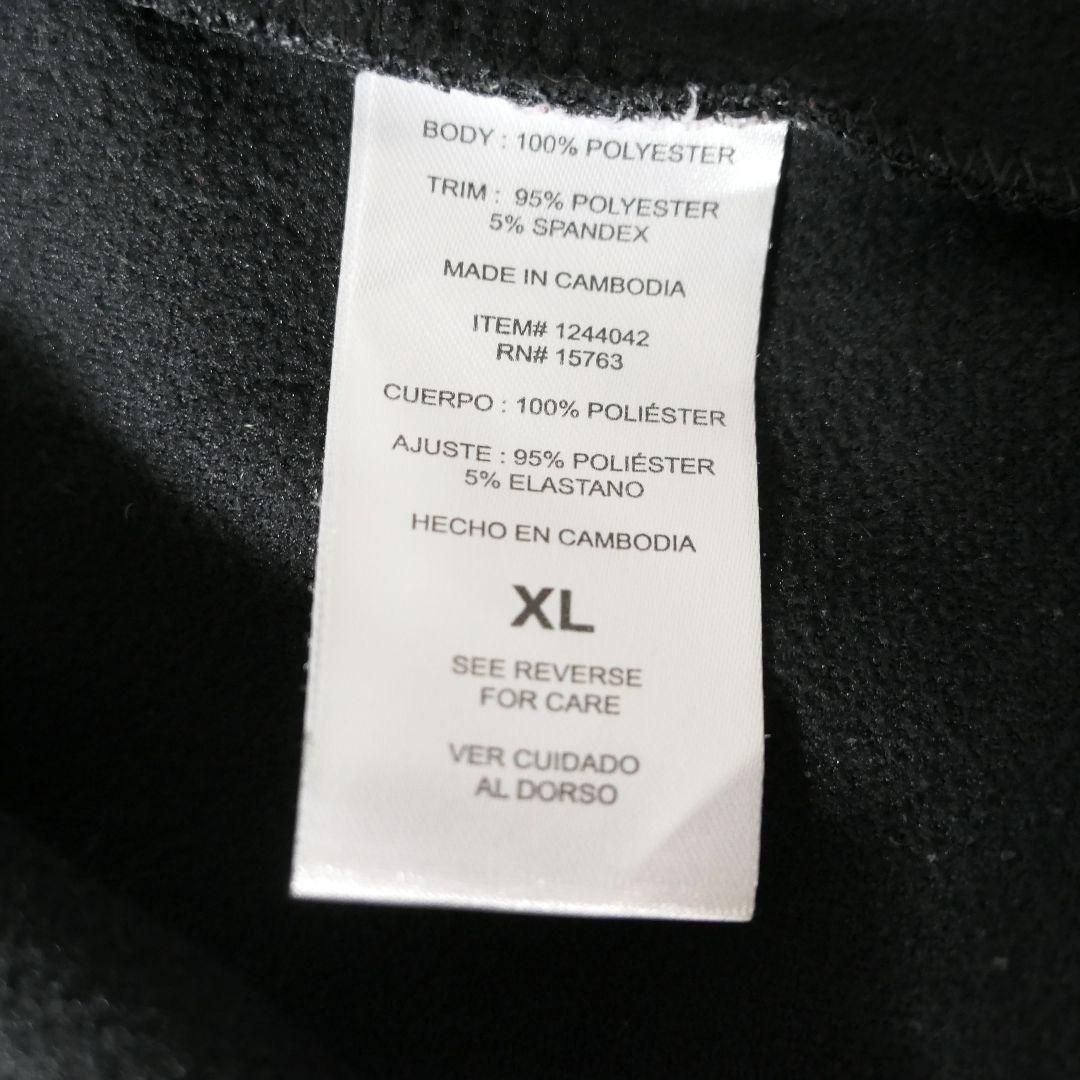 BODY : 100% POLYESTER
TRIM : 95% POLYESTER
5% SPANDEX
MADE IN CAMBODIA
ITEM# 1244042
RN# 15763
CUERPO : 100% POLIÉSTER
AJUSTE : 95% POLIÉSTER
5% ELASTANO
HECHO EN CAMBODIA
XL
SEE REVERSE
FOR CARE
VER CUIDADO
AL DORSO